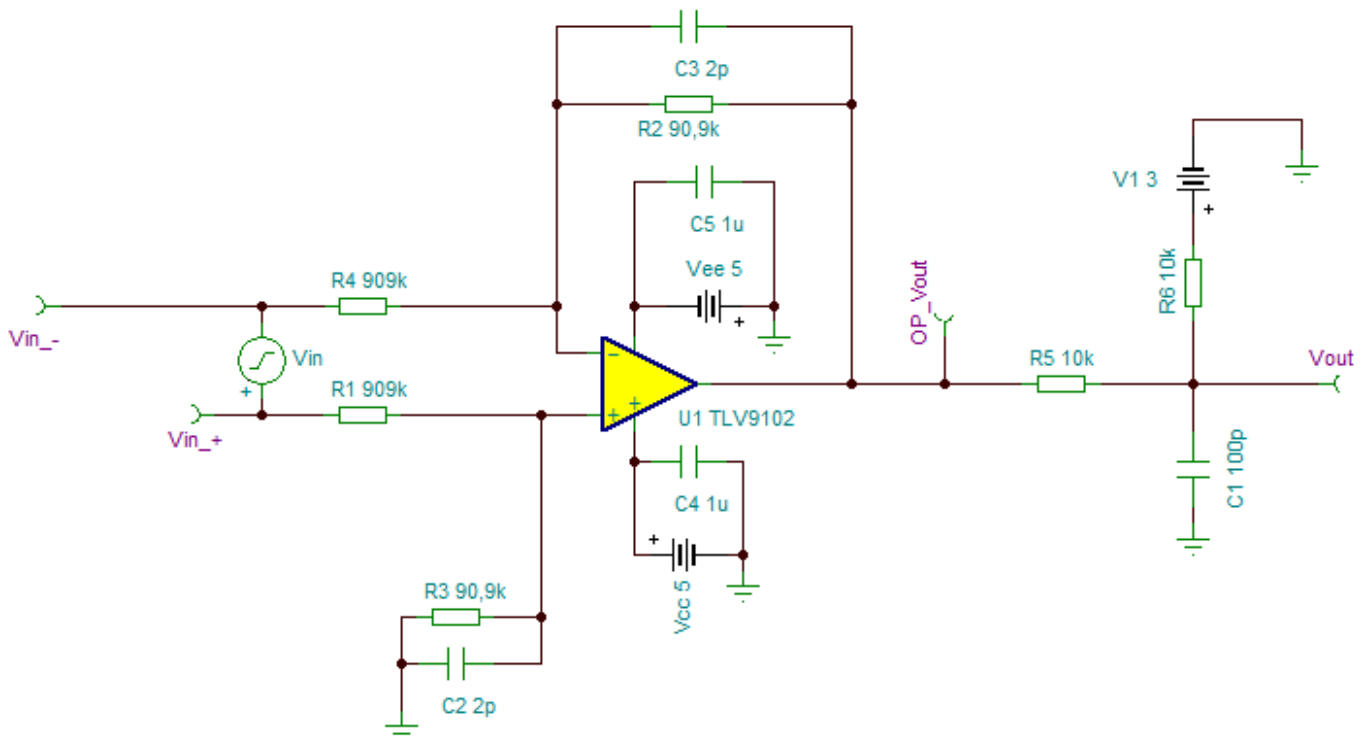 C3 2p
R2 90,9k
V1 3
+
C5 1u
R4 909k
Vee 5
+
R6 10k
OP_Vout
Vin_-
Vin
+
R1 909k
Vin_+
−
+
+
U1 TLV9102
R5 10k
Vout
C4 1u
+
Vcc 5
C1 100p
R3 90,9k
C2 2p